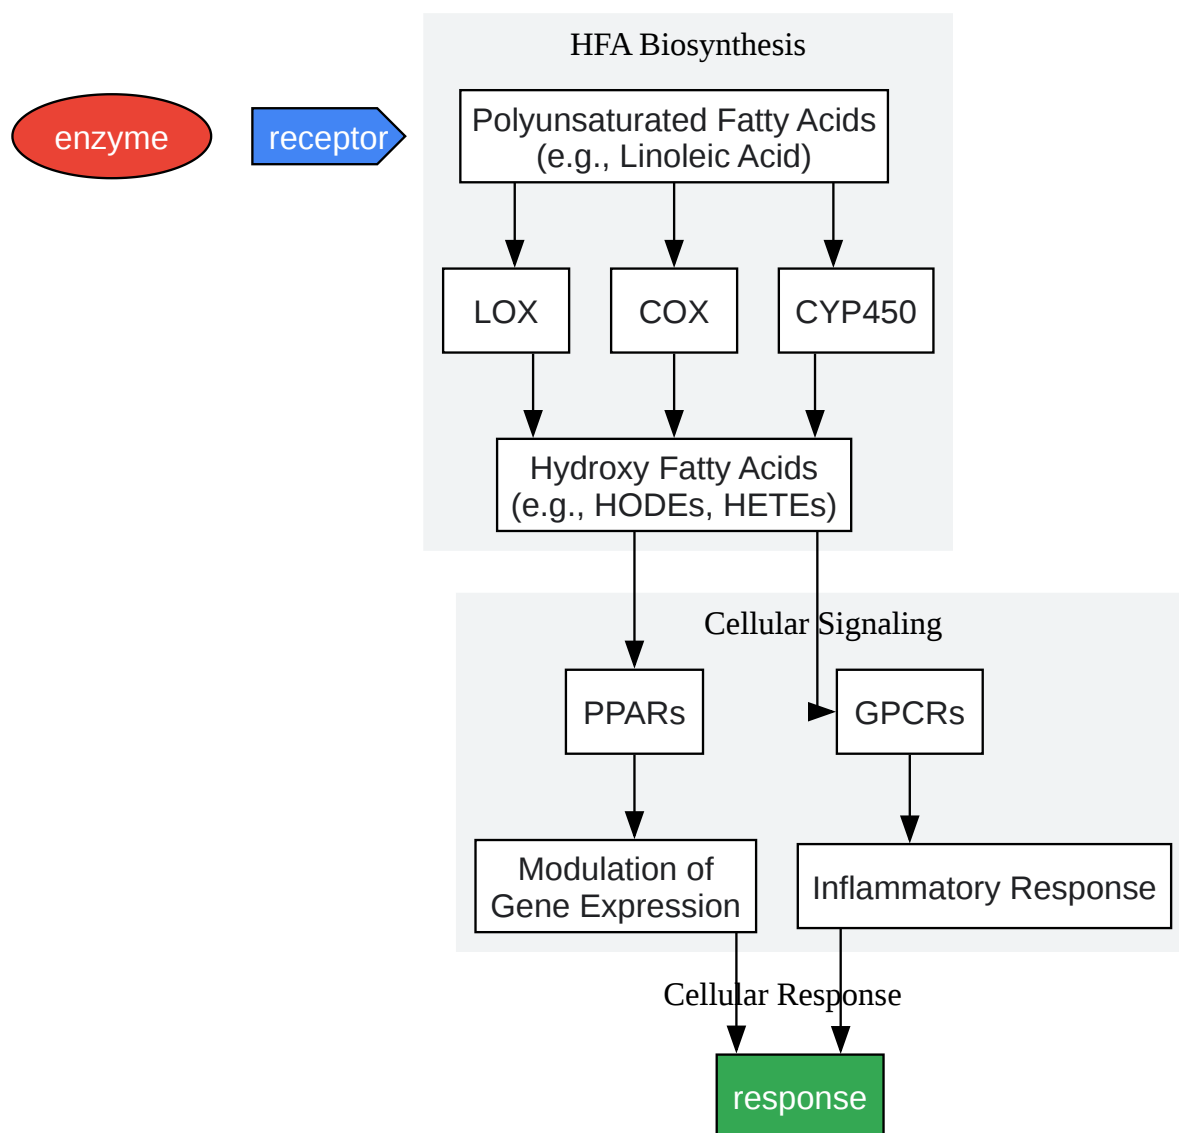 HFA Biosynthesis
enzyme
receptor
Polyunsaturated Fatty Acids
(e.g., Linoleic Acid)
LOX
COX
CYP450
Hydroxy Fatty Acids
(e.g., HODEs, HETEs)
Cellular Signaling
PPARs
GPCRs
Modulation of
Gene Expression
Inflammatory Response
Cellular Response
response